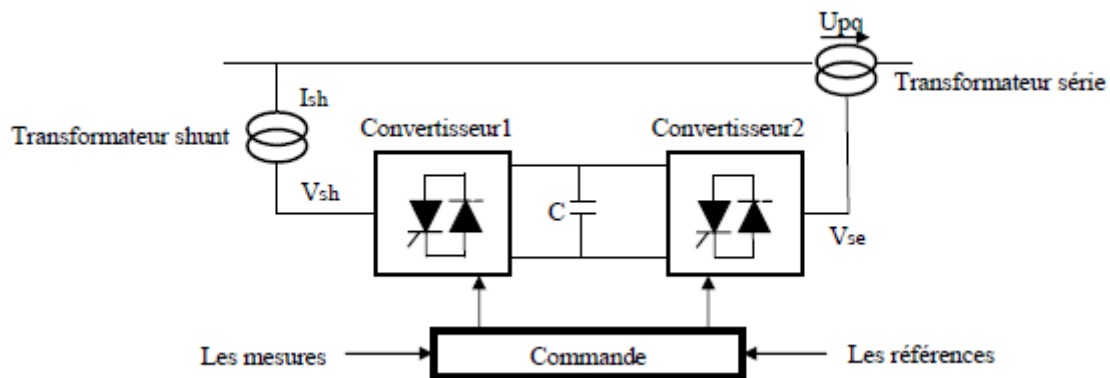 Upq
Transformateur série
Ish
Transformateur shunt
Convertisseur1
Convertisseur2
Vsh
C
Vse
Les mesures
Commande
Les références